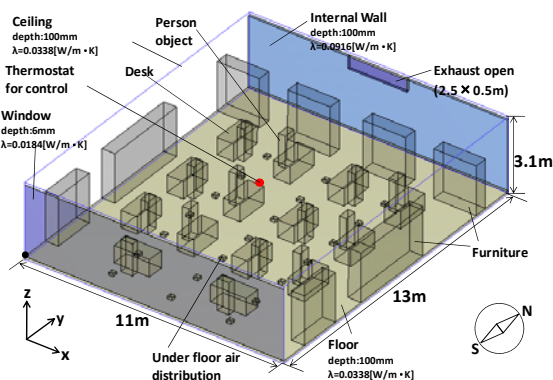 Ceiling
depth:100mm
λ=0.0338[W/m・K]
Thermostat
for control
Window
depth:6mm
λ=0.0184[W/m・K]
Person
object
Desk
Internal Wall
depth:100mm
λ=0.0916[W/m・K]
Exhaust open
(2.5 × 0.5m)
3.1m
Furniture
13m
11m
Under floor air
distribution
Floor
depth:100mm
λ=0.0338[W/m・K]
z
y
x
N
S